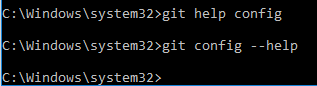 C:\Windows\system32>git help config
C:\Windows\system32>git config --help
C:\Windows\system32>